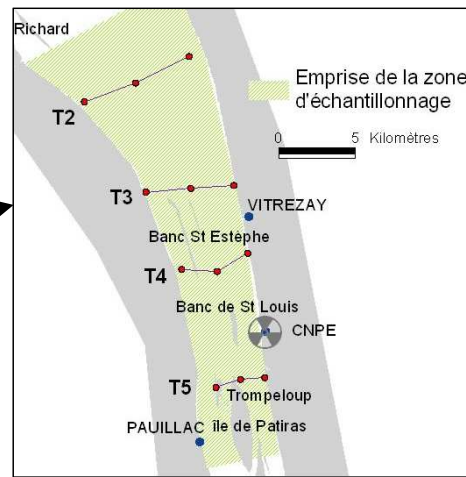 Richard
T2
Emprise de la zone
d'échantillonnage
0 5 Kilomètres
T3
VITREZAY
Banc St Estèphe
T4
Banc de St Louis
CNPE
T5
Trompeloup
PAUILLAC île de Patiras